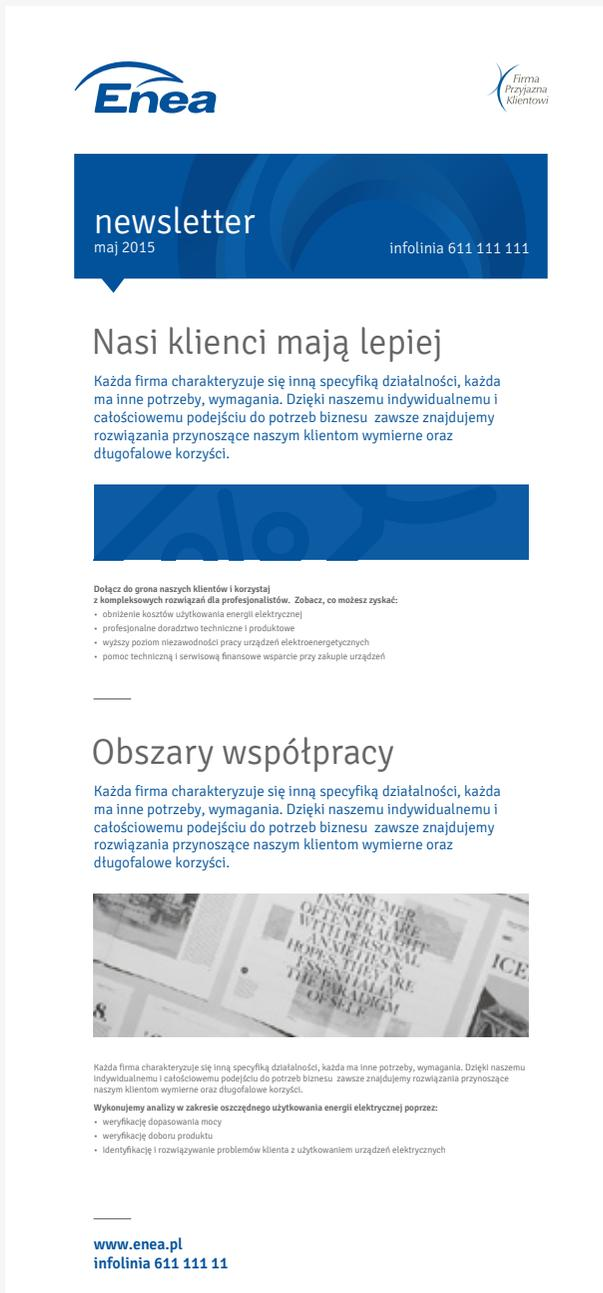 Enea
Firma
Przyjazna
Klientowi
newsletter
maj 2015
infolinia 611 111 111
Nasi klienci mają lepiej
Każda firma charakteryzuje się inną specyfiką działalności, każda
ma inne potrzeby, wymagania. Dzięki naszemu indywidualnemu i
całościowemu podejściu do potrzeb biznesu  zawsze znajdujemy
rozwiązania przynoszące naszym klientom wymierne oraz
długofalowe korzyści.
%
Dołącz do grona naszych klientów i korzystaj
z kompleksowych rozwiązań dla profesjonalistów.  Zobacz, co możesz zyskać:
• obniżenie kosztów użytkowania energii elektrycznej
• profesjonalne doradztwo techniczne i produktowe
• wyższy poziom niezawodności pracy urządzeń elektroenergetycznych
• pomoc techniczną i serwisową finansowe wsparcie przy zakupie urządzeń
Obszary współpracy
Każda firma charakteryzuje się inną specyfiką działalności, każda
ma inne potrzeby, wymagania. Dzięki naszemu indywidualnemu i
całościowemu podejściu do potrzeb biznesu  zawsze znajdujemy
rozwiązania przynoszące naszym klientom wymierne oraz
długofalowe korzyści.
CONSUMER
INSIGHTS ARE
OFTEN FRAUGHT
WITH PERSONAL
ANXIETIES &
HOPES. THEY ARE
ESSENTIALLY
THE PARADIGM
OF SELF
ICE
8.
Każda firma charakteryzuje się inną specyfiką działalności, każda ma inne potrzeby, wymagania. Dzięki naszemu
indywidualnemu i całościowemu podejściu do potrzeb biznesu  zawsze znajdujemy rozwiązania przynoszące
naszym klientom wymierne oraz długofalowe korzyści.
Wykonujemy analizy w zakresie oszczędnego użytkowania energii elektrycznej poprzez:
• weryfikację dopasowania mocy
• weryfikację doboru produktu
• identyfikację i rozwiązywanie problemów klienta z użytkowaniem urządzeń elektrycznych
www.enea.pl
infolinia 611 111 11